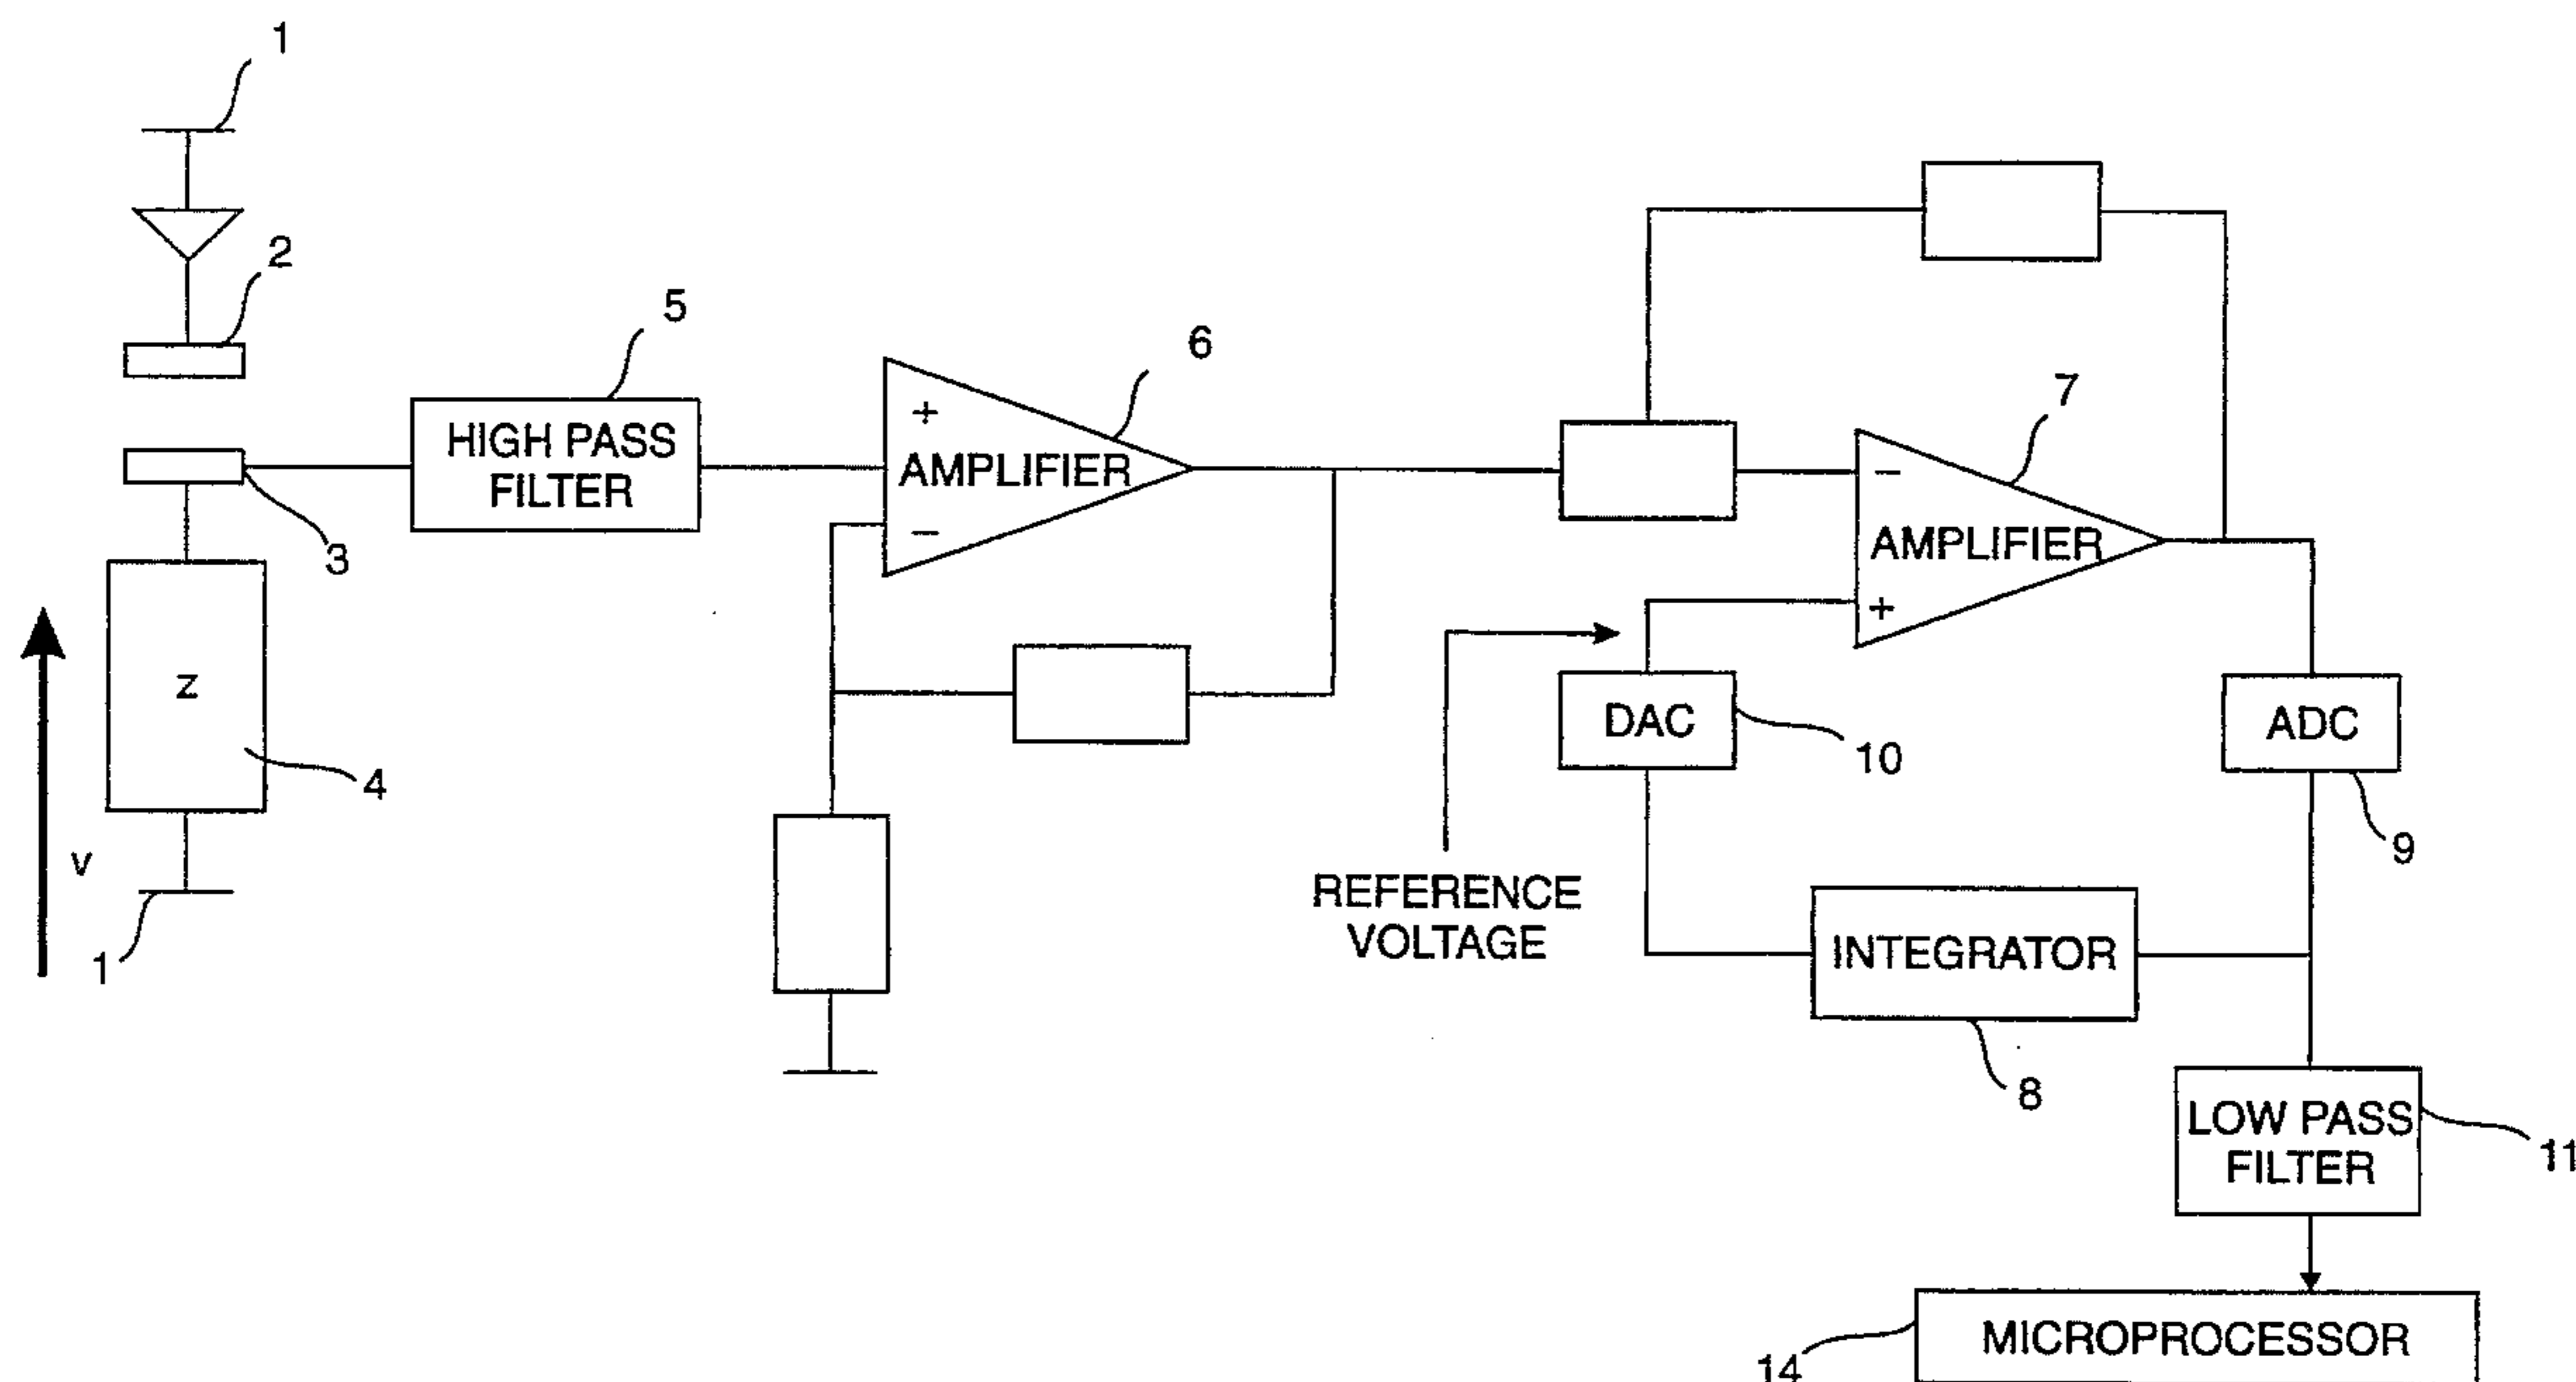 1
2
3
z
4
v
1
5
HIGH PASS
FILTER
6
+
AMPLIFIER
−
7
−
AMPLIFIER
+
REFERENCE
VOLTAGE
DAC
10
ADC
9
INTEGRATOR
8
LOW PASS
FILTER
11
MICROPROCESSOR
14